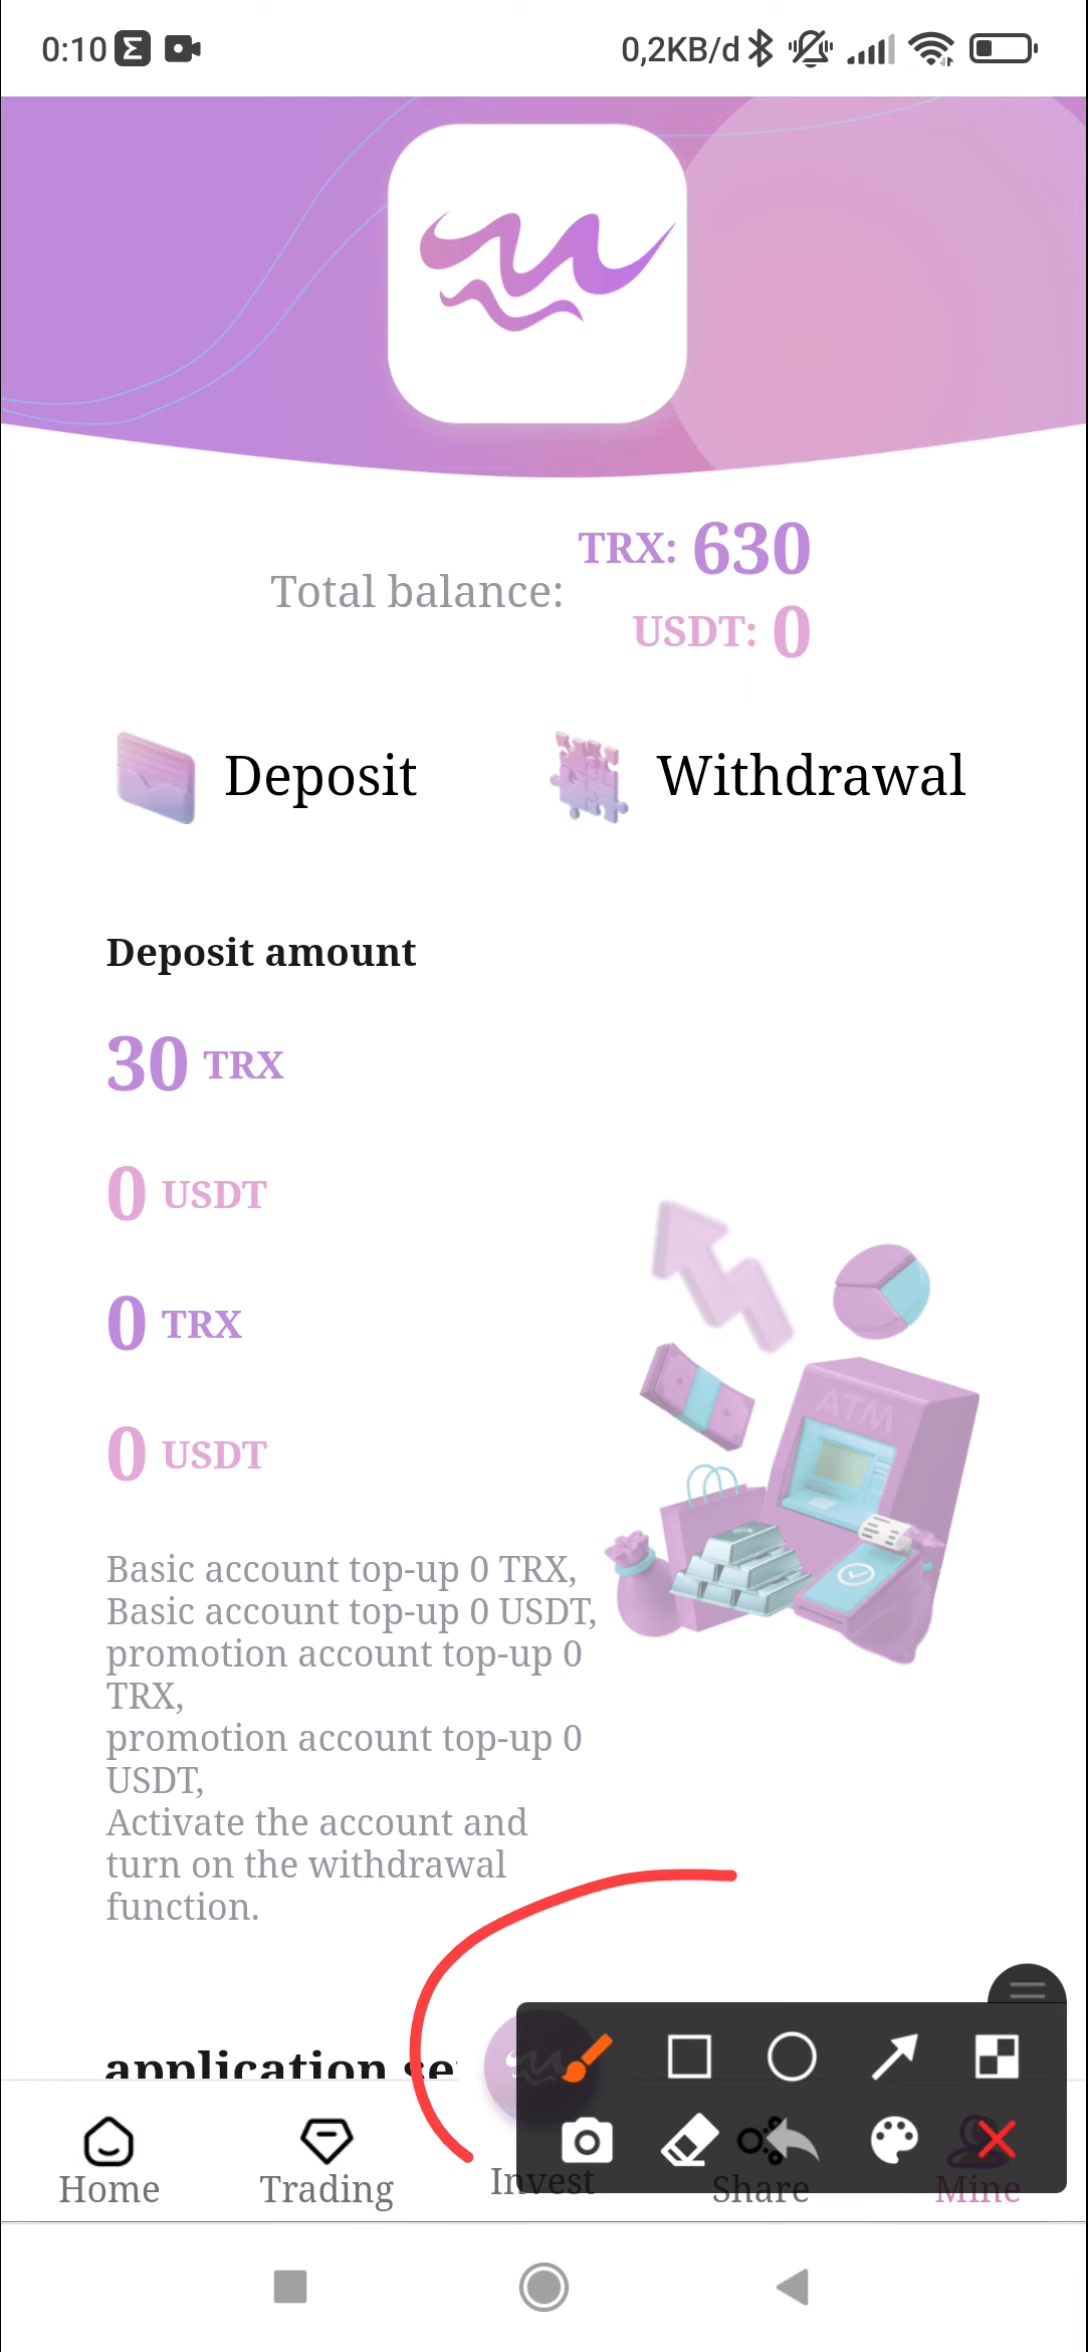 0:10 0,2KB/d
TRX: 630
Total balance:
USDT: 0
Deposit Withdrawal
Deposit amount
30 TRX
0 USDT
0 TRX
0 USDT
ATM
Basic account top-up 0 TRX,
Basic account top-up 0 USDT,
promotion account top-up 0
TRX,
promotion account top-up 0
USDT,
Activate the account and
turn on the withdrawal
function.
application se
Home Trading Invest Share Mine